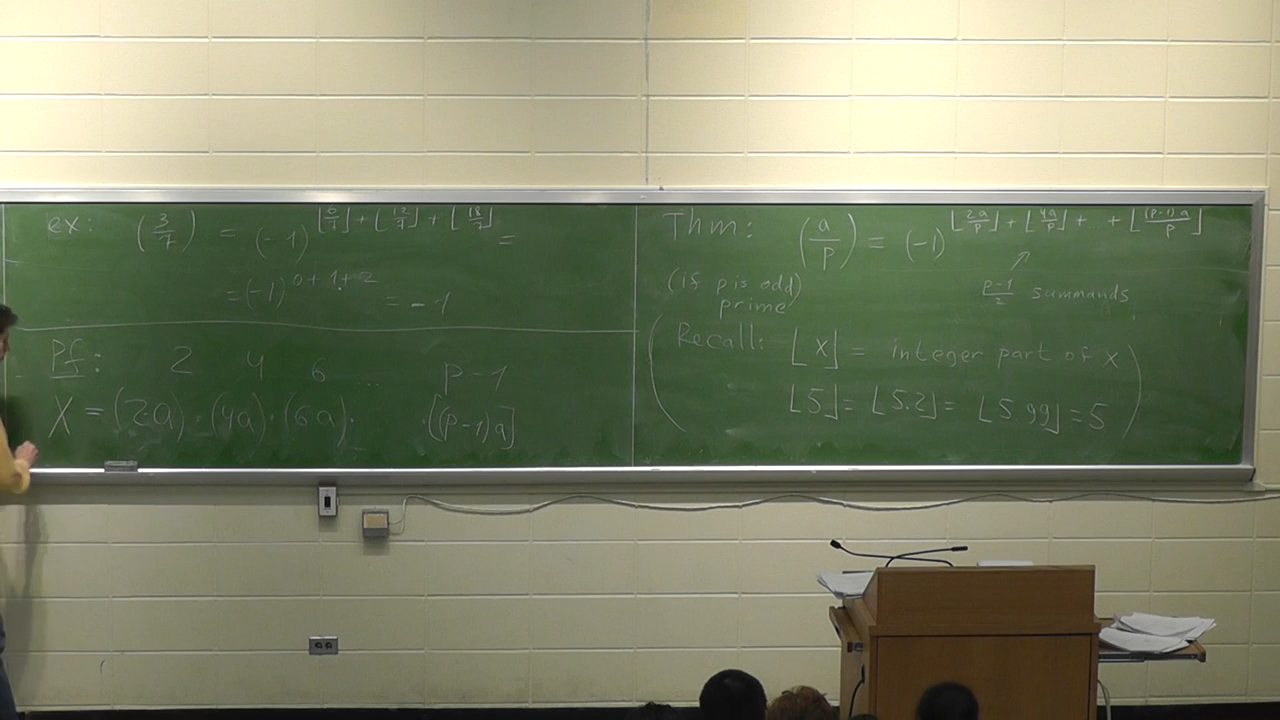 ex: (3/7) = (-1)^(⌊6/7⌋ + ⌊12/7⌋ + ⌊18/7⌋) =
= (-1)^(0+1+2) = -1
Pf: 2 4 6 ... p-1
X = (2·a)·(4a)·(6·a)· ·[(p-1)a]
Thm: (a/p) = (-1)^(⌊2a/p⌋ + ⌊4a/p⌋ + ... + ⌊(p-1)a/p⌋)
(if p is odd prime)
p-1/2 summands
(Recall: ⌊X⌋ = integer part of X
⌊5⌋ = ⌊5.2⌋ = ⌊5.99⌋ = 5)